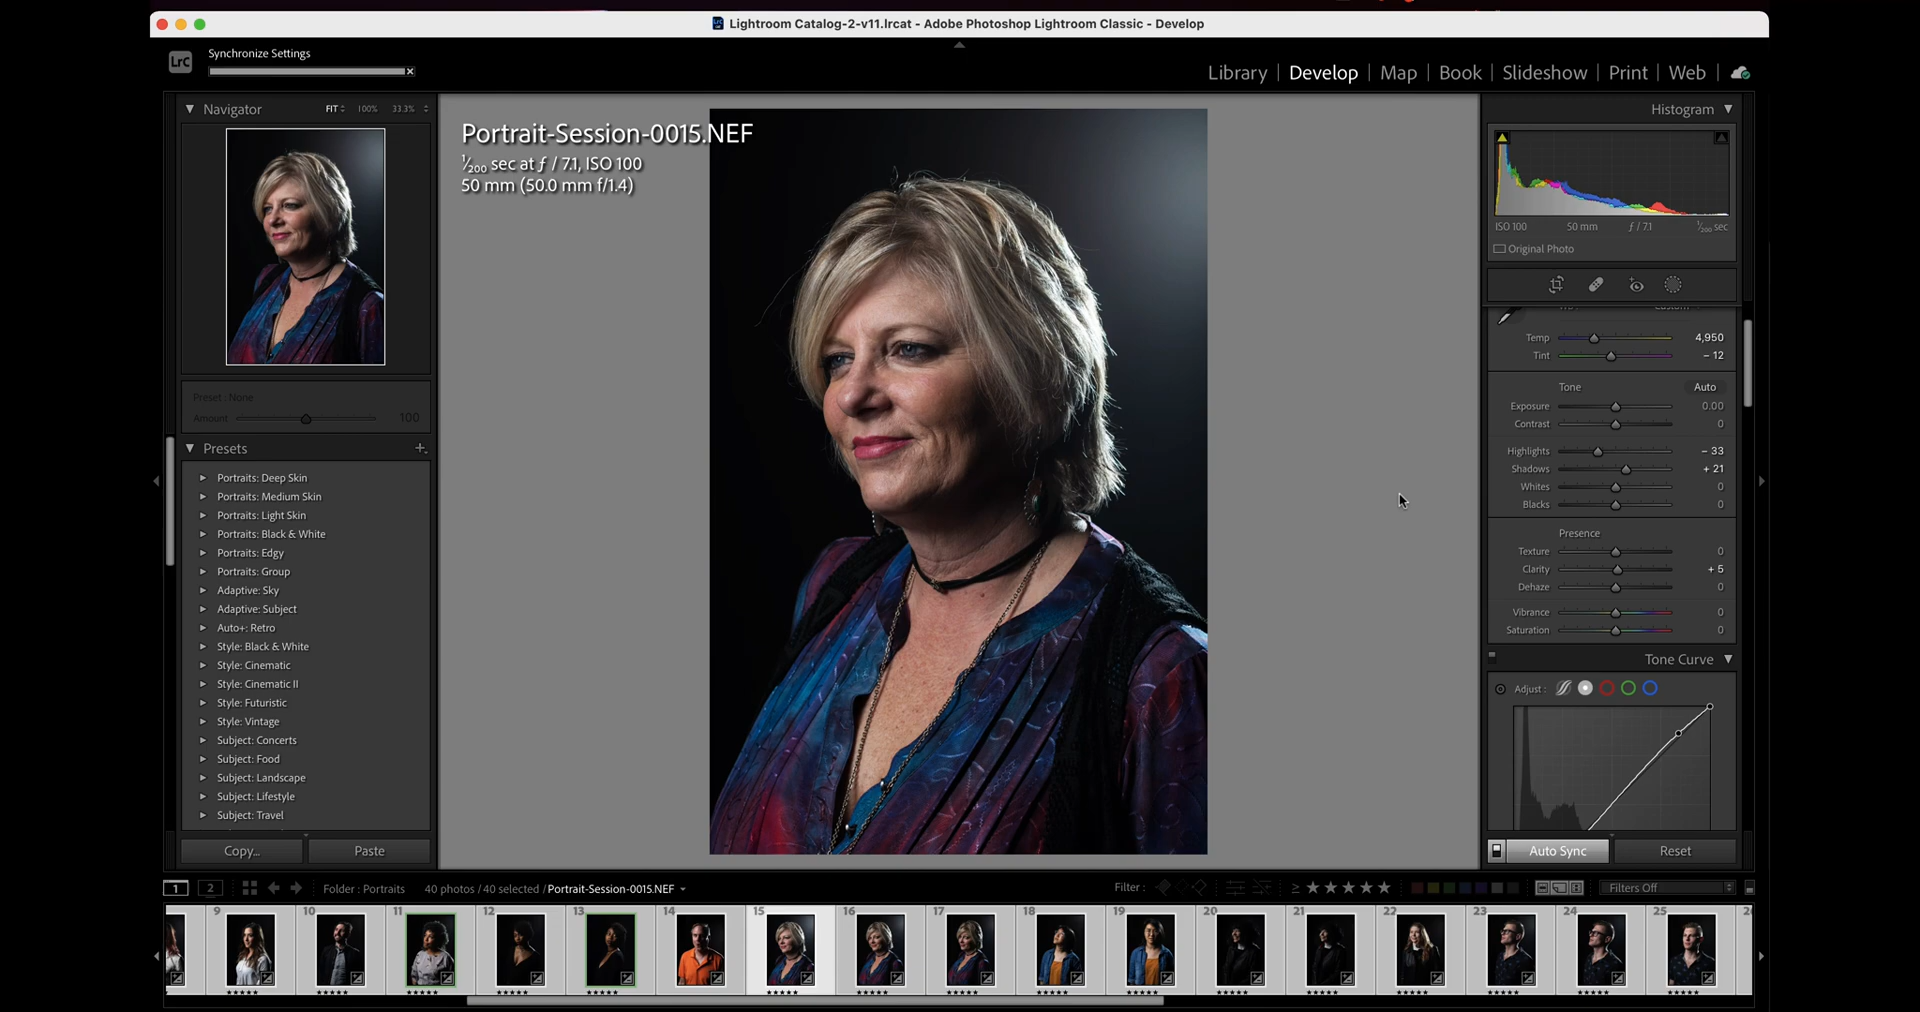 Lightroom Catalog-2-v11.lrcat - Adobe Photoshop Lightroom Classic - Develop
LrC
Synchronize Settings
Library | Develop | Map | Book | Slideshow | Print | Web
Navigator
FIT 100% 33.3%
Preset : None
Amount 100
Presets
Portraits: Deep Skin
Portraits: Medium Skin
Portraits: Light Skin
Portraits: Black & White
Portraits: Edgy
Portraits: Group
Adaptive: Sky
Adaptive: Subject
Auto+: Retro
Style: Black & White
Style: Cinematic
Style: Cinematic II
Style: Futuristic
Style: Vintage
Subject: Concerts
Subject: Food
Subject: Landscape
Subject: Lifestyle
Subject: Travel
Copy... Paste
Portrait-Session-0015.NEF
1/200 sec at ƒ / 7.1, ISO 100
50 mm (50.0 mm f/1.4)
Histogram
ISO 100 50 mm ƒ / 7.1 1/200 sec
Original Photo
Temp 4,950
Tint - 12
Tone Auto
Exposure 0.00
Contrast 0
Highlights - 33
Shadows + 21
Whites 0
Blacks 0
Presence
Texture 0
Clarity + 5
Dehaze 0
Vibrance 0
Saturation 0
Tone Curve
Adjust :
Auto Sync Reset
1 2 Folder : Portraits 40 photos / 40 selected / Portrait-Session-0015.NEF Filter : ≥ ★★★★★ Filters Off
9 10 11 12 13 14 15 16 17 18 19 20 21 22 23 24 25